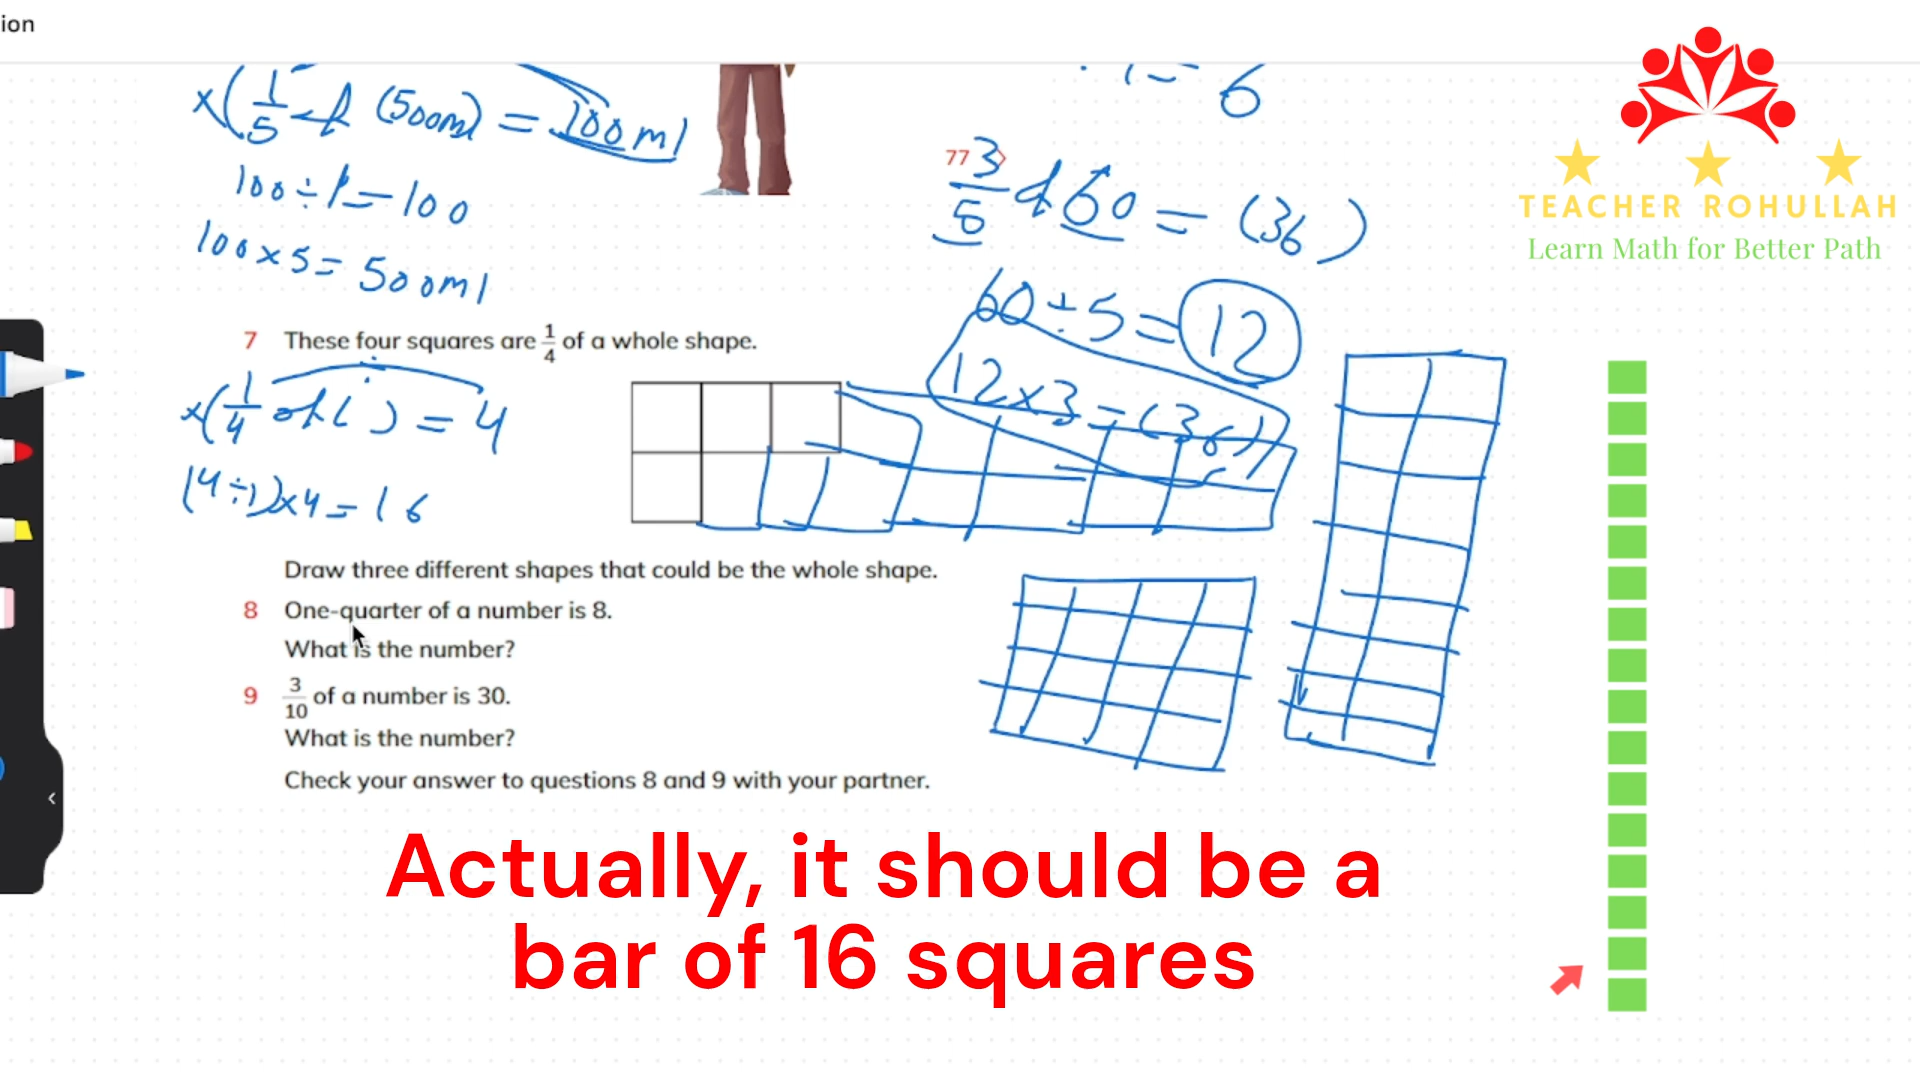 ion
×(1/5 of (500ml) = 100ml
100 ÷ 1 = 100
100 × 5 = 500ml
= 6
77
3/5 of 60 = (36)
60 ÷ 5 = 12
12 × 3 = (36)
TEACHER ROHULLAH
Learn Math for Better Path
7 These four squares are 1/4 of a whole shape.
×(1/4 of ( ) = 4
(4 ÷ 1) × 4 = 16
Draw three different shapes that could be the whole shape.
8 One-quarter of a number is 8.
What is the number?
9 3/10 of a number is 30.
What is the number?
Check your answer to questions 8 and 9 with your partner.
Actually, it should be a
bar of 16 squares